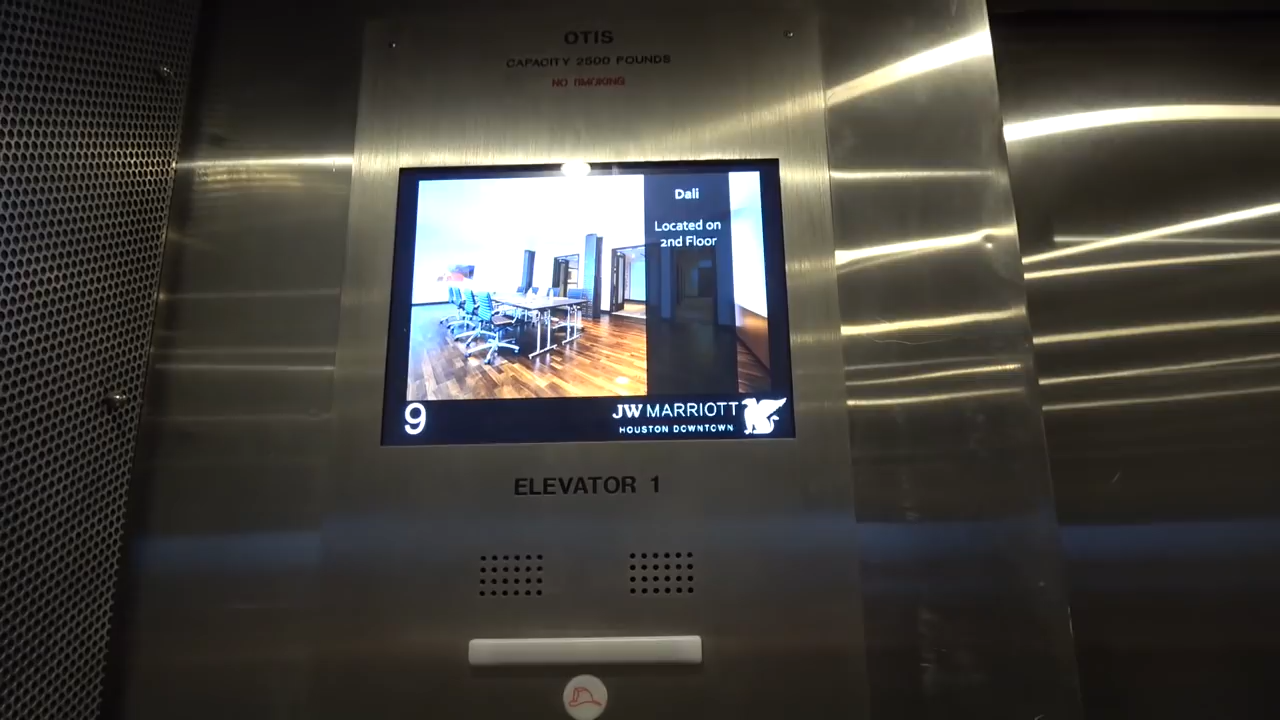 OTIS
CAPACITY 2500 POUNDS
NO SMOKING
Dali
Located on
2nd Floor
9
JW MARRIOTT
HOUSTON DOWNTOWN
ELEVATOR 1